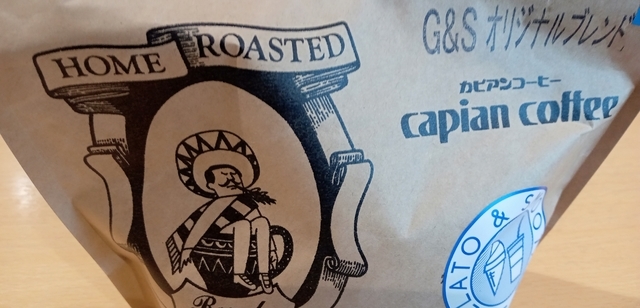 HOME ROASTED
G&S オリジナルブレンド
カピアンコーヒー
capian coffee
LATO & S